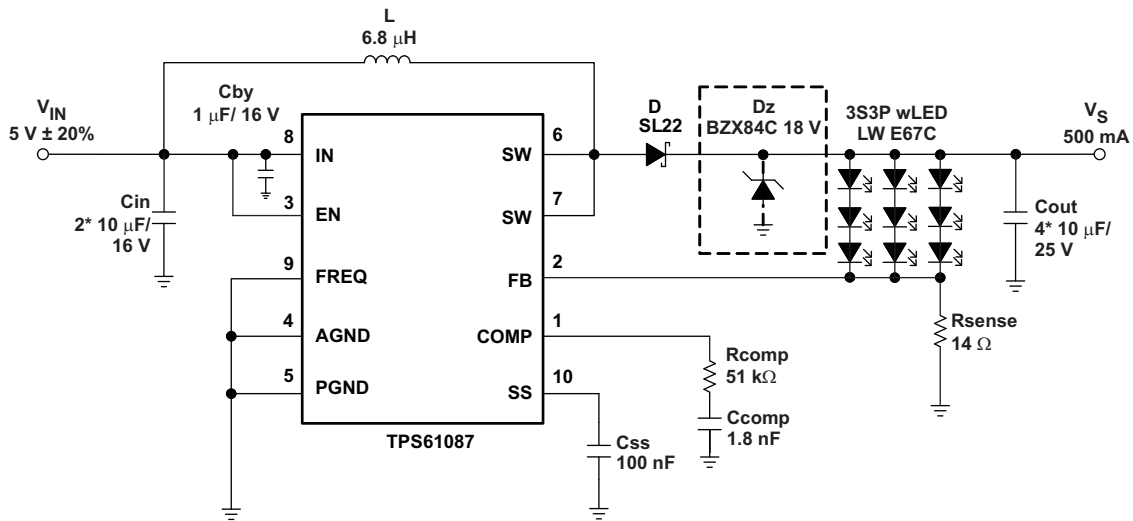 L
6.8 μH
Cby
1 μF/ 16 V
VIN
5 V ± 20%
D
SL22
Dz
BZX84C 18 V
3S3P wLED
LW E67C
VS
500 mA
8
IN
6
SW
3
EN
7
SW
Cin
2* 10 μF/
16 V
Cout
4* 10 μF/
25 V
9
FREQ
2
FB
4
AGND
1
COMP
Rsense
14 Ω
Rcomp
51 kΩ
5
PGND
10
SS
Ccomp
1.8 nF
TPS61087
Css
100 nF